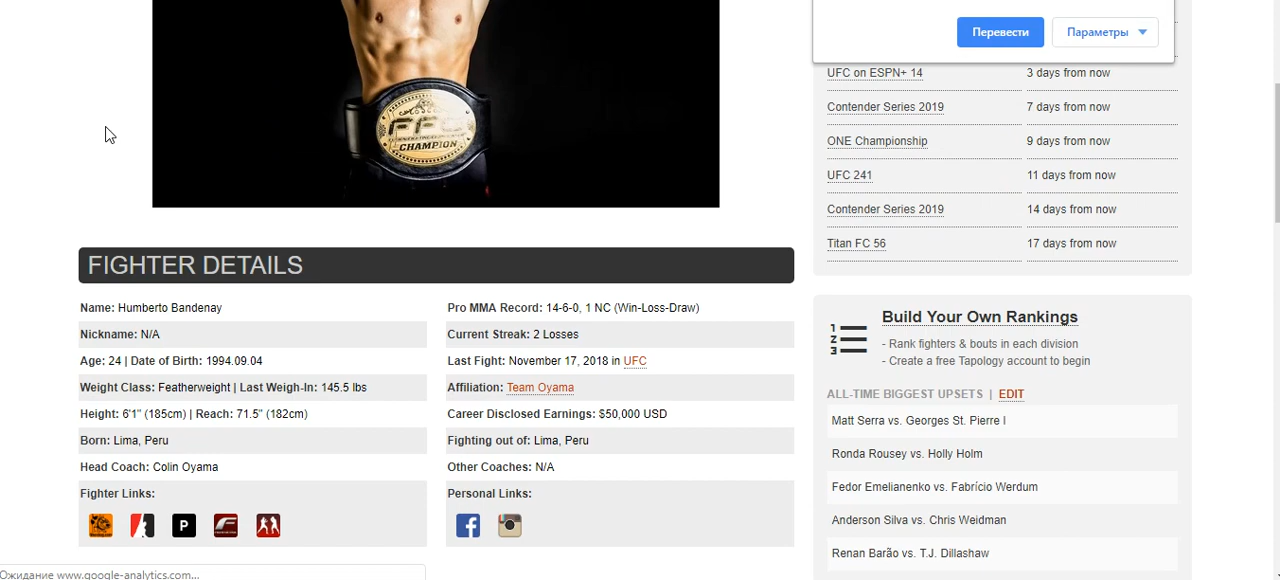 FFC
CHAMPION
Перевести
Параметры
UFC on ESPN+ 14 3 days from now
Contender Series 2019 7 days from now
ONE Championship 9 days from now
UFC 241 11 days from now
Contender Series 2019 14 days from now
Titan FC 56 17 days from now
FIGHTER DETAILS
Name: Humberto Bandenay
Nickname: N/A
Age: 24 | Date of Birth: 1994.09.04
Weight Class: Featherweight | Last Weigh-In: 145.5 lbs
Height: 6'1" (185cm) | Reach: 71.5" (182cm)
Born: Lima, Peru
Head Coach: Colin Oyama
Fighter Links:
P
Pro MMA Record: 14-6-0, 1 NC (Win-Loss-Draw)
Current Streak: 2 Losses
Last Fight: November 17, 2018 in UFC
Affiliation: Team Oyama
Career Disclosed Earnings: $50,000 USD
Fighting out of: Lima, Peru
Other Coaches: N/A
Personal Links:
1
2
3
Build Your Own Rankings
- Rank fighters & bouts in each division
- Create a free Tapology account to begin
ALL-TIME BIGGEST UPSETS | EDIT
Matt Serra vs. Georges St. Pierre I
Ronda Rousey vs. Holly Holm
Fedor Emelianenko vs. Fabrício Werdum
Anderson Silva vs. Chris Weidman
Renan Barão vs. T.J. Dillashaw
Ожидание www.google-analytics.com...